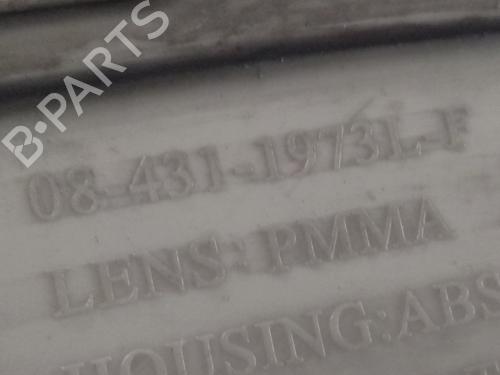 B-PARTS
08-431-1973L-F
LENS:PMMA
HOUSING:ABS